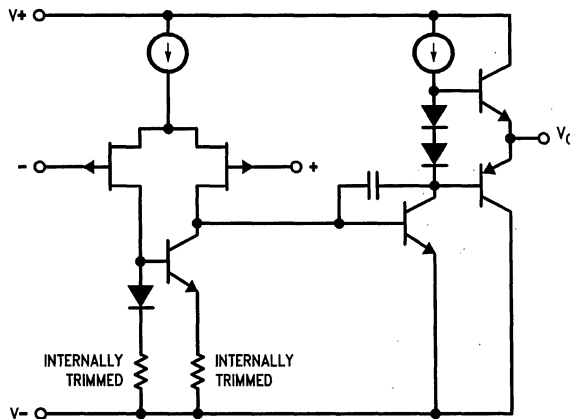 V+
-
+
V
INTERNALLY
TRIMMED
INTERNALLY
TRIMMED
V-